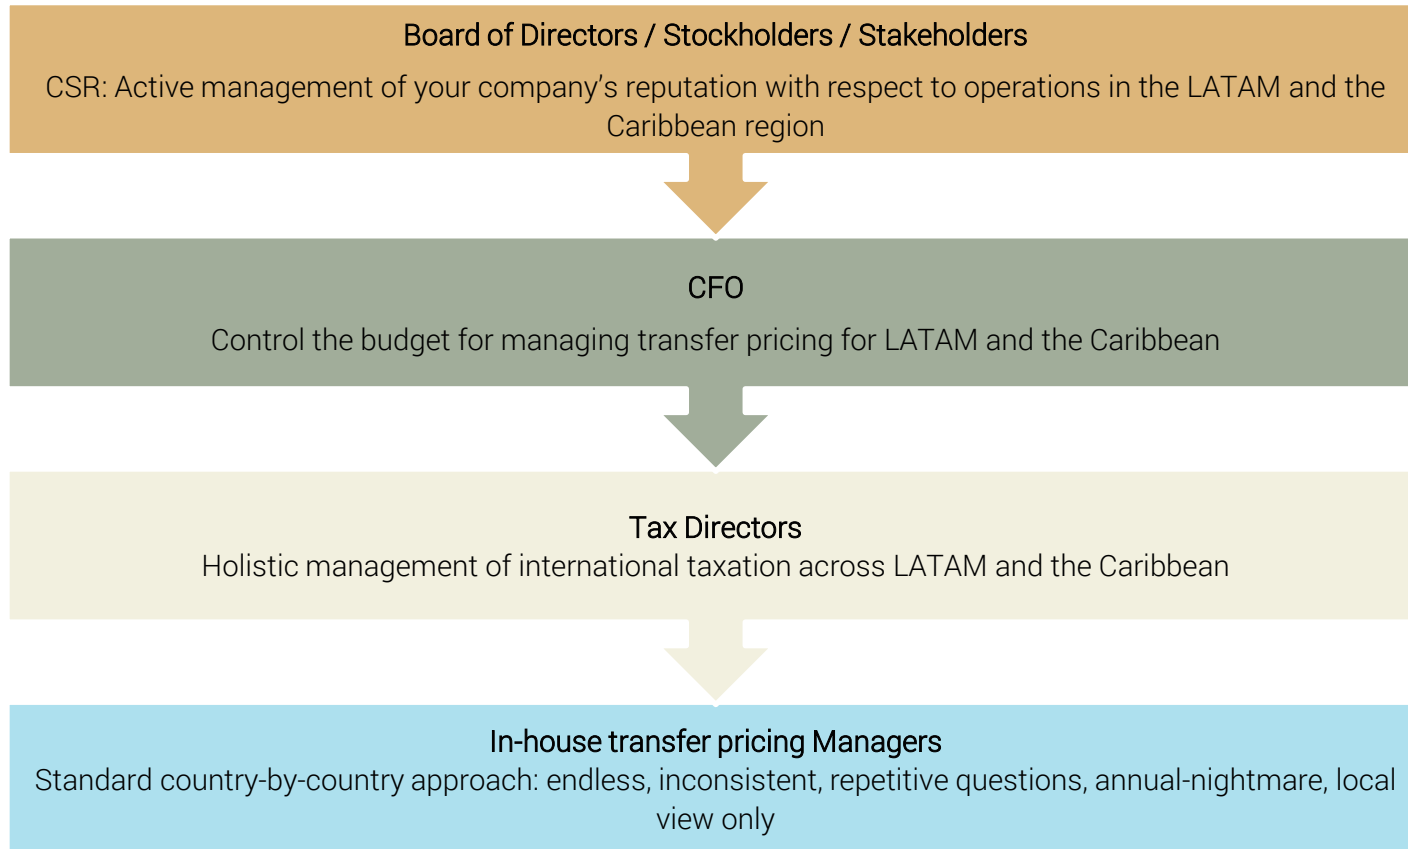 Board of Directors / Stockholders / Stakeholders
CSR: Active management of your company’s reputation with respect to operations in the LATAM and the
Caribbean region
CFO
Control the budget for managing transfer pricing for LATAM and the Caribbean
Tax Directors
Holistic management of international taxation across LATAM and the Caribbean
In-house transfer pricing Managers
Standard country-by-country approach: endless, inconsistent, repetitive questions, annual-nightmare, local
view only